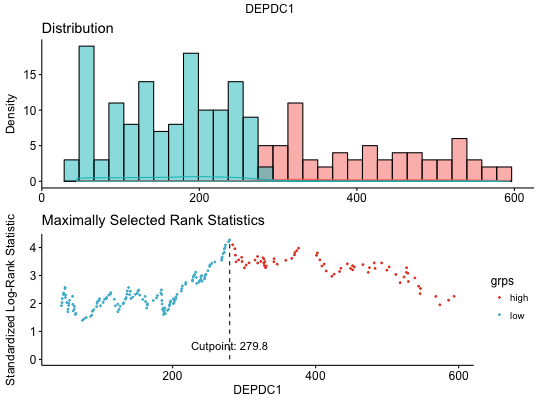 DEPDC1
Distribution
Density
15
10
5
0
0 200 400 600
Maximally Selected Rank Statistics
Standardized Log-Rank Statistic
4
3
2
1
0
Cutpoint: 279.8
200 400 600
DEPDC1
grps
high
low